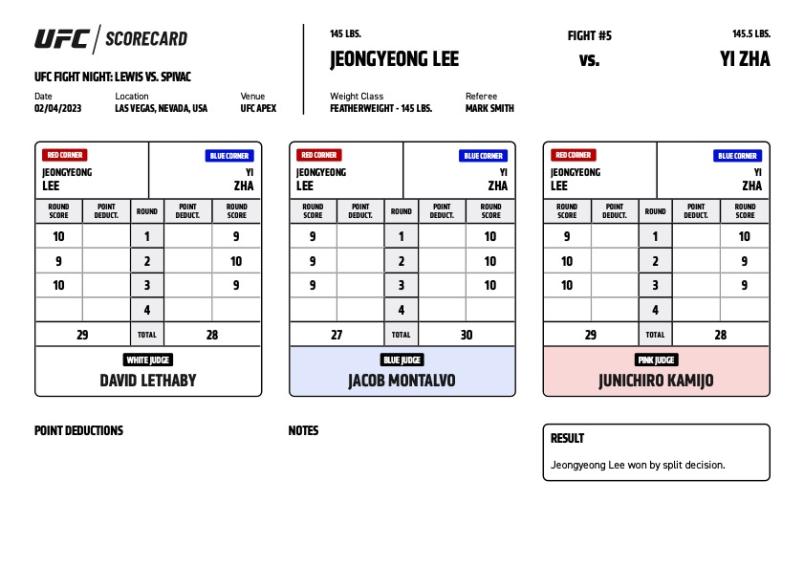 UFC / SCORECARD
UFC FIGHT NIGHT: LEWIS VS. SPIVAC
Date Location Venue
02/04/2023 LAS VEGAS, NEVADA, USA UFC APEX
145 LBS. FIGHT #5 145.5 LBS.
JEONGYEONG LEE VS. YI ZHA
Weight Class Referee
FEATHERWEIGHT - 145 LBS. MARK SMITH
RED CORNER BLUE CORNER
JEONGYEONG YI
LEE ZHA
ROUND POINT ROUND POINT ROUND
SCORE DEDUCT. DEDUCT. SCORE
10 1 9
9 2 10
10 3 9
4
29 TOTAL 28
WHITE JUDGE
DAVID LETHABY
RED CORNER BLUE CORNER
JEONGYEONG YI
LEE ZHA
ROUND POINT ROUND POINT ROUND
SCORE DEDUCT. DEDUCT. SCORE
9 1 10
9 2 10
9 3 10
4
27 TOTAL 30
BLUE JUDGE
JACOB MONTALVO
RED CORNER BLUE CORNER
JEONGYEONG YI
LEE ZHA
ROUND POINT ROUND POINT ROUND
SCORE DEDUCT. DEDUCT. SCORE
9 1 10
10 2 9
10 3 9
4
29 TOTAL 28
PINK JUDGE
JUNICHIRO KAMIJO
POINT DEDUCTIONS
NOTES
RESULT
Jeongyeong Lee won by split decision.